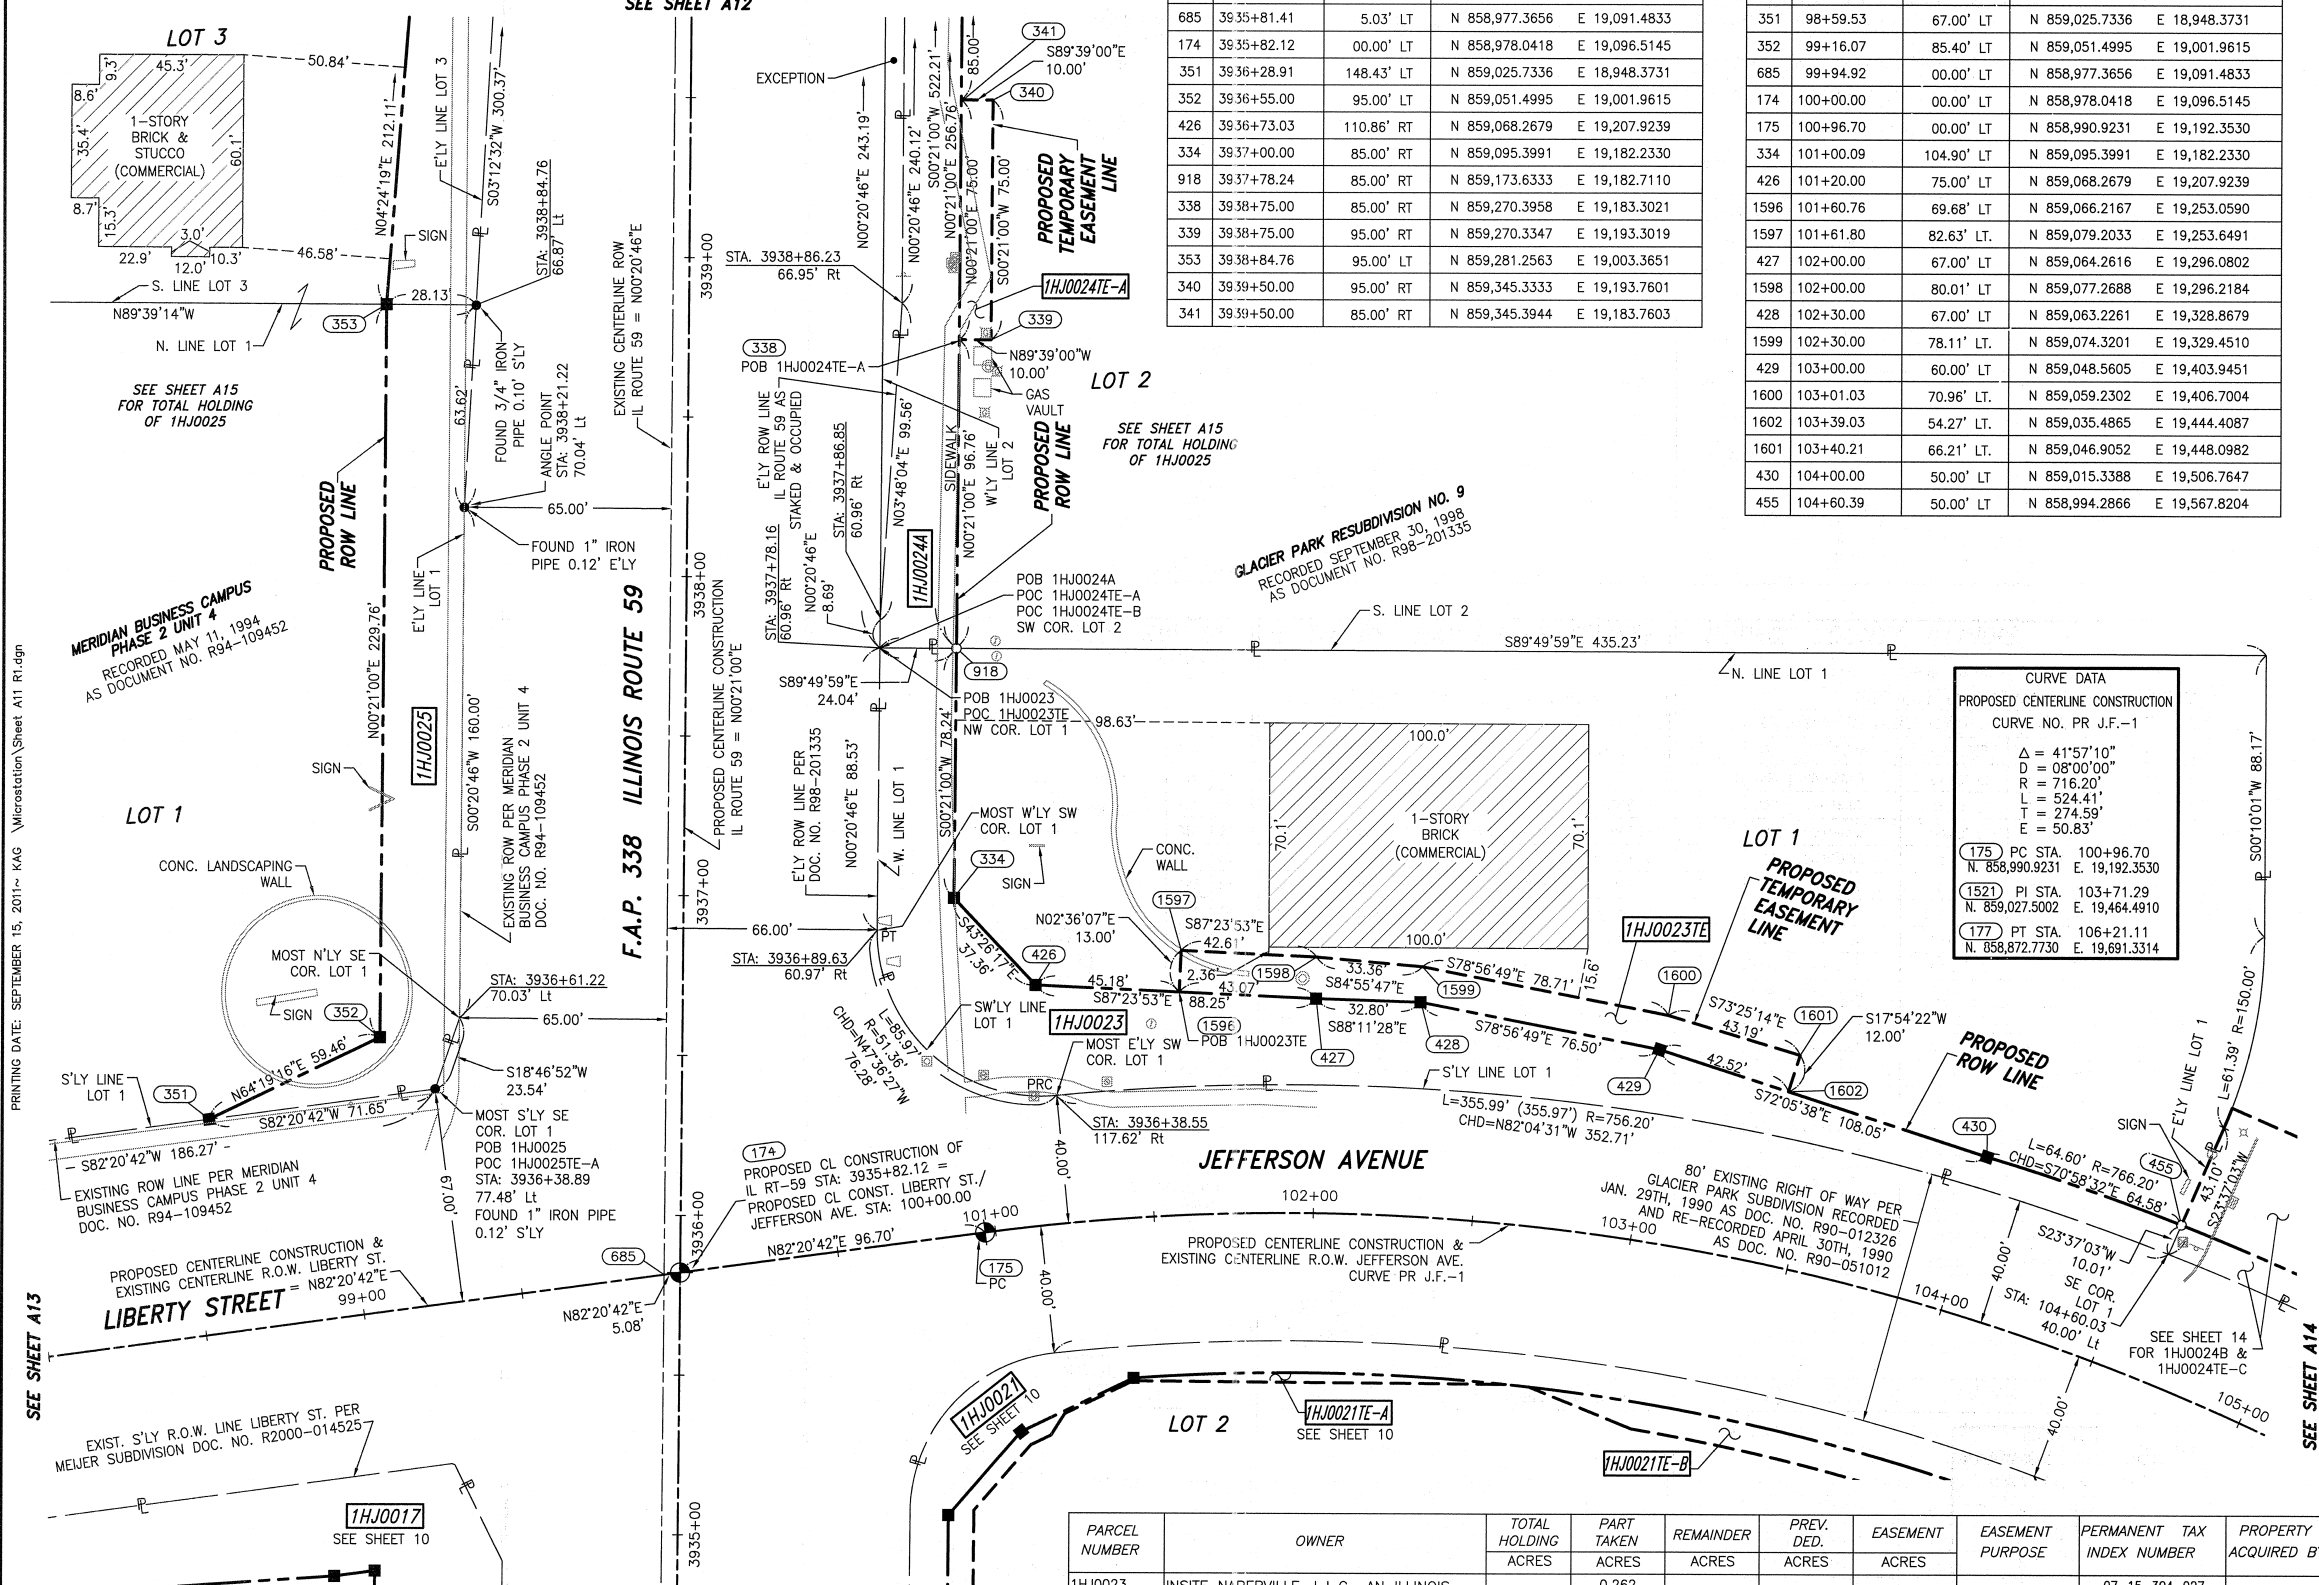 SEE SHEET A12
LOT 3
45.3'
9.3'
8.6'
35.4'
8.7'
15.3'
22.9'
3.0'
12.0'
10.3'
60.1'
1-STORY
BRICK &
STUCCO
(COMMERCIAL)
50.84'
46.58'
N04°24'19"E 212.11'
E'LY LINE LOT 3
S03°12'32"W 300.37'
SIGN
STA: 3938+84.76
66.87' Lt
S. LINE LOT 3
28.13'
N89°39'14"W
353
N. LINE LOT 1
SEE SHEET A15
FOR TOTAL HOLDING
OF 1HJ0025
63.62'
FOUND 3/4" IRON
PIPE 0.10' S'LY
ANGLE POINT
STA: 3938+21.22
70.04' Lt
65.00'
FOUND 1" IRON
PIPE 0.12' E'LY
PROPOSED
ROW LINE
E'LY LINE
LOT 1
MERIDIAN BUSINESS CAMPUS
PHASE 2 UNIT 4
RECORDED MAY 11, 1994
AS DOCUMENT NO. R94-109452
N00°21'00"E 229.76'
1HJ0025
S00°20'46"W 160.00'
EXISTING ROW PER MERIDIAN
BUSINESS CAMPUS PHASE 2 UNIT 4
DOC. NO. R94-109452
SIGN
LOT 1
CONC. LANDSCAPING
WALL
MOST N'LY SE
COR. LOT 1
STA: 3936+61.22
70.03' Lt
65.00'
SIGN
352
N64°19'16"E 59.46'
S'LY LINE
LOT 1
351
S82°20'42"W 71.65'
S18°46'52"W
23.54'
S82°20'42"W 186.27'
EXISTING ROW LINE PER MERIDIAN
BUSINESS CAMPUS PHASE 2 UNIT 4
DOC. NO. R94-109452
MOST S'LY SE
COR. LOT 1
POB 1HJ0025
POC 1HJ0025TE-A
STA: 3936+38.89
77.48' Lt
FOUND 1" IRON PIPE
0.12' S'LY
67.00'
PROPOSED CENTERLINE CONSTRUCTION &
EXISTING CENTERLINE R.O.W. LIBERTY ST.
= N82°20'42"E
LIBERTY STREET
99+00
SEE SHEET A13
PRINTING DATE: SEPTEMBER 15, 2011~ KAG \Microstation\Sheet A11 R1.dgn
EXIST. S'LY R.O.W. LINE LIBERTY ST. PER
MEIJER SUBDIVISION DOC. NO. R2000-014525
1HJ0017
SEE SHEET 10
EXISTING CENTERLINE ROW
IL ROUTE 59 = N00°20'46"E
3939+00
3938+00
3937+00
3936+00
3935+00
F.A.P. 338 ILLINOIS ROUTE 59
PROPOSED CENTERLINE CONSTRUCTION
IL ROUTE 59 = N00°21'00"E
685
N82°20'42"E
5.08'
174
PROPOSED CL CONSTRUCTION OF
IL RT-59 STA: 3935+82.12 =
PROPOSED CL CONST. LIBERTY ST./
JEFFERSON AVE. STA: 100+00.00
N82°20'42"E 96.70'
101+00
175
PC
EXCEPTION
N00°20'46"E 243.19'
N00°20'46"E 240.12'
S00°21'00"W 522.21'
N00°21'00"E 256.76'
85.00'
341
S89°39'00"E
10.00'
340
N00°21'00"E 75.00'
S00°21'00"W 75.00'
PROPOSED
TEMPORARY
EASEMENT
LINE
STA. 3938+86.23
66.95' Rt
1HJ0024TE-A
339
338
POB 1HJ0024TE-A
N89°39'00"W
10.00'
GAS
VAULT
LOT 2
SEE SHEET A15
FOR TOTAL HOLDING
OF 1HJ0025
E'LY ROW LINE
IL ROUTE 59 AS
STAKED & OCCUPIED
STA: 3937+86.85
60.96' Rt
STA: 3937+78.16
60.96' Rt
N00°20'46"E
8.69'
N03°48'04"E 99.56'
SIDEWALK
N00°21'00"E 96.76'
W'LY LINE
LOT 2
PROPOSED
ROW LINE
1HJ0024A
POB 1HJ0024A
POC 1HJ0024TE-A
POC 1HJ0024TE-B
SW COR. LOT 2
S89°49'59"E
24.04'
918
POB 1HJ0023
POC 1HJ0023TE
NW COR. LOT 1
98.63'
E'LY ROW LINE PER
DOC. NO. R98-201335
N00°20'46"E 88.53'
W. LINE LOT 1
S00°21'00"W 78.24'
MOST W'LY SW
COR. LOT 1
334
SIGN
CONC.
WALL
66.00'
PT
STA: 3936+89.63
60.97' Rt
S43°26'17"E
37.36'
426
L=85.97'
R=51.36'
CHD=N47°36'27"W
76.28'
SW'LY LINE
LOT 1
1HJ0023
MOST E'LY SW
COR. LOT 1
PRC
STA: 3936+38.55
117.62' Rt
40.00'
40.00'
GLACIER PARK RESUBDIVISION NO. 9
RECORDED SEPTEMBER 30, 1998
AS DOCUMENT NO. R98-201335
S. LINE LOT 2
S89°49'59"E 435.23'
N. LINE LOT 1
100.0'
70.1'
70.1'
1-STORY
BRICK
(COMMERCIAL)
100.0'
15.6'
LOT 1
PROPOSED
TEMPORARY
EASEMENT
LINE
1HJ0023TE
1597
N02°36'07"E
13.00'
S87°23'53"E
42.61'
2.36'
1598
33.36'
1599
S78°56'49"E 78.71'
1600
S73°25'14"E
43.19'
1601
S17°54'22"W
12.00'
45.18'
S87°23'53"E
43.07'
88.25'
1596
POB 1HJ0023TE
S84°55'47"E
32.80'
S88°11'28"E
427
428
S78°56'49"E 76.50'
429
42.52'
1602
S72°05'38"E 108.05'
PROPOSED
ROW LINE
S'LY LINE LOT 1
L=355.99' (355.97') R=756.20'
CHD=N82°04'31"W 352.71'
430
L=64.60' R=766.20'
CHD=S70°58'32"E 64.58'
455
SIGN
E'LY LINE LOT 1
43.10'
S23°37'03"W
L=61.39' R=150.00'
S00°10'01"W 88.17'
JEFFERSON AVENUE
102+00
PROPOSED CENTERLINE CONSTRUCTION &
EXISTING CENTERLINE R.O.W. JEFFERSON AVE.
CURVE PR J.F.-1
80' EXISTING RIGHT OF WAY PER
GLACIER PARK SUBDIVISION RECORDED
JAN. 29TH, 1990 AS DOC. NO. R90-012326
AND RE-RECORDED APRIL 30TH, 1990
AS DOC. NO. R90-051012
103+00
104+00
105+00
40.00'
40.00'
S23°37'03"W
10.01'
SE COR.
LOT 1
STA: 104+60.03
40.00' Lt
SEE SHEET 14
FOR 1HJ0024B &
1HJ0024TE-C
SEE SHEET A14
1HJ0021
SEE SHEET 10
LOT 2
1HJ0021TE-A
SEE SHEET 10
1HJ0021TE-B
685 3935+81.41 5.03' LT N 858,977.3656 E 19,091.4833
174 3935+82.12 00.00' LT N 858,978.0418 E 19,096.5145
351 3936+28.91 148.43' LT N 859,025.7336 E 18,948.3731
352 3936+55.00 95.00' LT N 859,051.4995 E 19,001.9615
426 3936+73.03 110.86' RT N 859,068.2679 E 19,207.9239
334 3937+00.00 85.00' RT N 859,095.3991 E 19,182.2330
918 3937+78.24 85.00' RT N 859,173.6333 E 19,182.7110
338 3938+75.00 85.00' RT N 859,270.3958 E 19,183.3021
339 3938+75.00 95.00' RT N 859,270.3347 E 19,193.3019
353 3938+84.76 95.00' LT N 859,281.2563 E 19,003.3651
340 3939+50.00 95.00' RT N 859,345.3333 E 19,193.7601
341 3939+50.00 85.00' RT N 859,345.3944 E 19,183.7603
351 98+59.53 67.00' LT N 859,025.7336 E 18,948.3731
352 99+16.07 85.40' LT N 859,051.4995 E 19,001.9615
685 99+94.92 00.00' LT N 858,977.3656 E 19,091.4833
174 100+00.00 00.00' LT N 858,978.0418 E 19,096.5145
175 100+96.70 00.00' LT N 858,990.9231 E 19,192.3530
334 101+00.09 104.90' LT N 859,095.3991 E 19,182.2330
426 101+20.00 75.00' LT N 859,068.2679 E 19,207.9239
1596 101+60.76 69.68' LT N 859,066.2167 E 19,253.0590
1597 101+61.80 82.63' LT. N 859,079.2033 E 19,253.6491
427 102+00.00 67.00' LT N 859,064.2616 E 19,296.0802
1598 102+00.00 80.01' LT N 859,077.2688 E 19,296.2184
428 102+30.00 67.00' LT N 859,063.2261 E 19,328.8679
1599 102+30.00 78.11' LT. N 859,074.3201 E 19,329.4510
429 103+00.00 60.00' LT N 859,048.5605 E 19,403.9451
1600 103+01.03 70.96' LT. N 859,059.2302 E 19,406.7004
1602 103+39.03 54.27' LT. N 859,035.4865 E 19,444.4087
1601 103+40.21 66.21' LT. N 859,046.9052 E 19,448.0982
430 104+00.00 50.00' LT N 859,015.3388 E 19,506.7647
455 104+60.39 50.00' LT N 858,994.2866 E 19,567.8204
CURVE DATA
PROPOSED CENTERLINE CONSTRUCTION
CURVE NO. PR J.F.-1
Δ = 41°57'10"
D = 08°00'00"
R = 716.20'
L = 524.41'
T = 274.59'
E = 50.83'
175 PC STA. 100+96.70
N. 858,990.9231 E. 19,192.3530
1521 PI STA. 103+71.29
N. 859,027.5002 E. 19,464.4910
177 PT STA. 106+21.11
N. 858,872.7730 E. 19,691.3314
PARCEL NUMBER OWNER TOTAL HOLDING PART TAKEN REMAINDER PREV. DED. EASEMENT EASEMENT PURPOSE PERMANENT TAX INDEX NUMBER PROPERTY ACQUIRED
ACRES ACRES ACRES ACRES ACRES
1HJ0023 INSITE NAPERVILLE, L.L.C., AN ILLINOIS 0.262